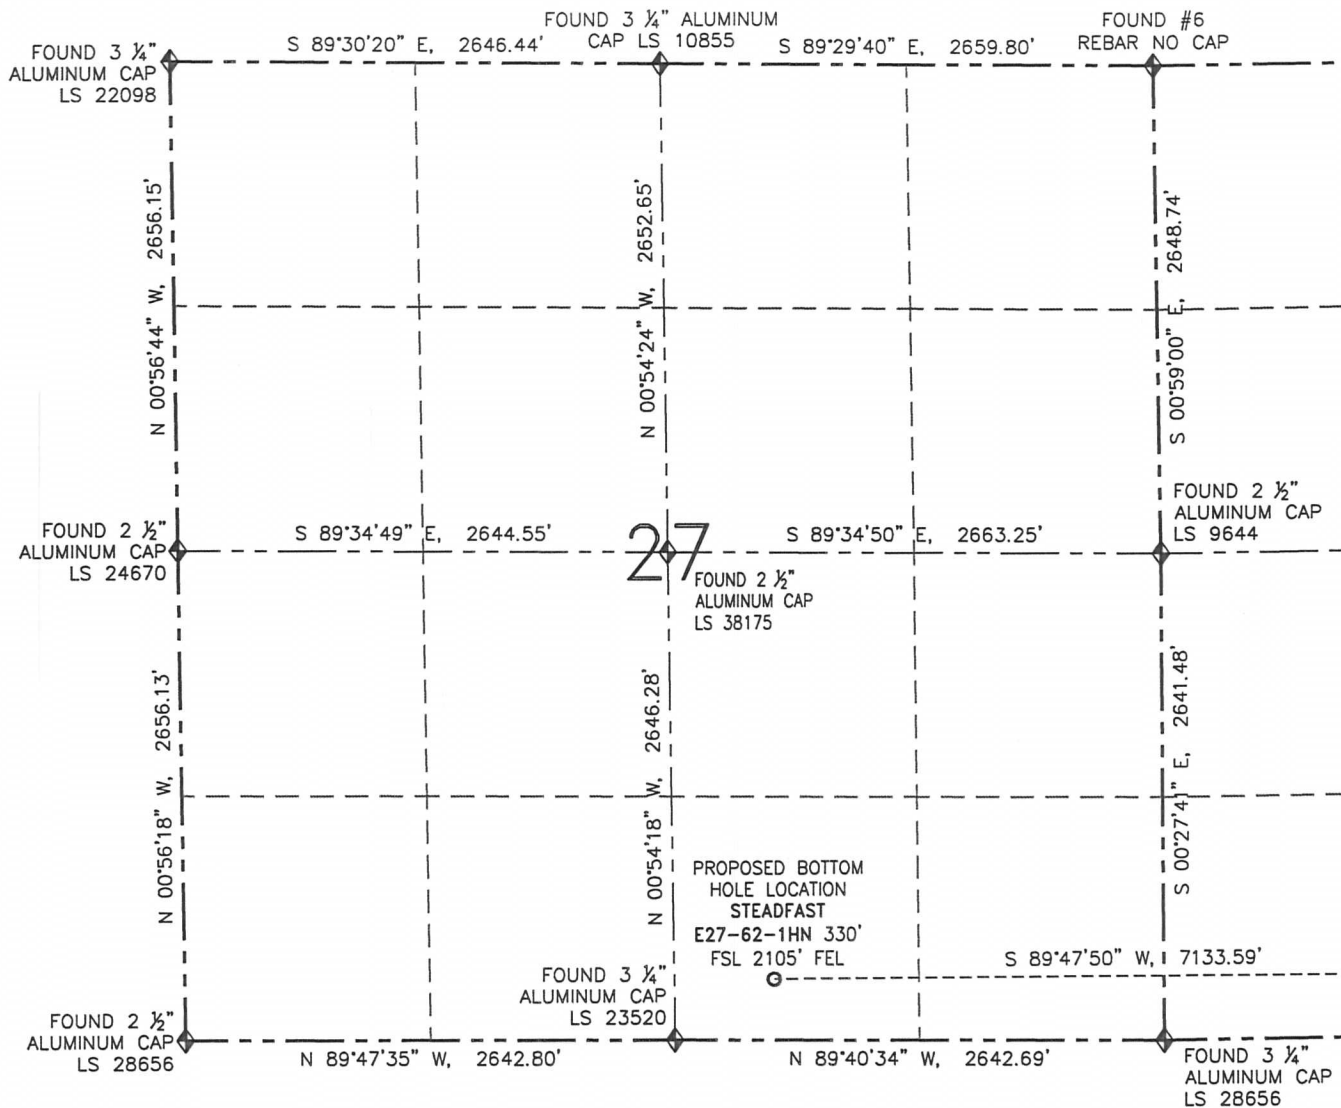 FOUND 3 ¼" ALUMINUM
CAP LS 10855
FOUND #6
REBAR NO CAP
FOUND 3 ¼"
ALUMINUM CAP
LS 22098
S 89°30'20" E, 2646.44'
S 89°29'40" E, 2659.80'
N 00°56'44" W, 2656.15'
N 00°54'24" W, 2652.65'
S 00°59'00" E, 2648.74'
FOUND 2 ½"
ALUMINUM CAP
LS 24670
S 89°34'49" E, 2644.55'
27
S 89°34'50" E, 2663.25'
FOUND 2 ½"
ALUMINUM CAP
LS 9644
FOUND 2 ½"
ALUMINUM CAP
LS 38175
N 00°56'18" W, 2656.13'
N 00°54'18" W, 2646.28'
S 00°27'41" E, 2641.48'
PROPOSED BOTTOM
HOLE LOCATION
STEADFAST
E27-62-1HN 330'
FSL 2105' FEL
S 89°47'50" W, 7133.59'
FOUND 3 ¼"
ALUMINUM CAP
LS 23520
FOUND 2 ½"
ALUMINUM CAP
LS 28656
N 89°47'35" W, 2642.80'
N 89°40'34" W, 2642.69'
FOUND 3 ¼"
ALUMINUM CAP
LS 28656